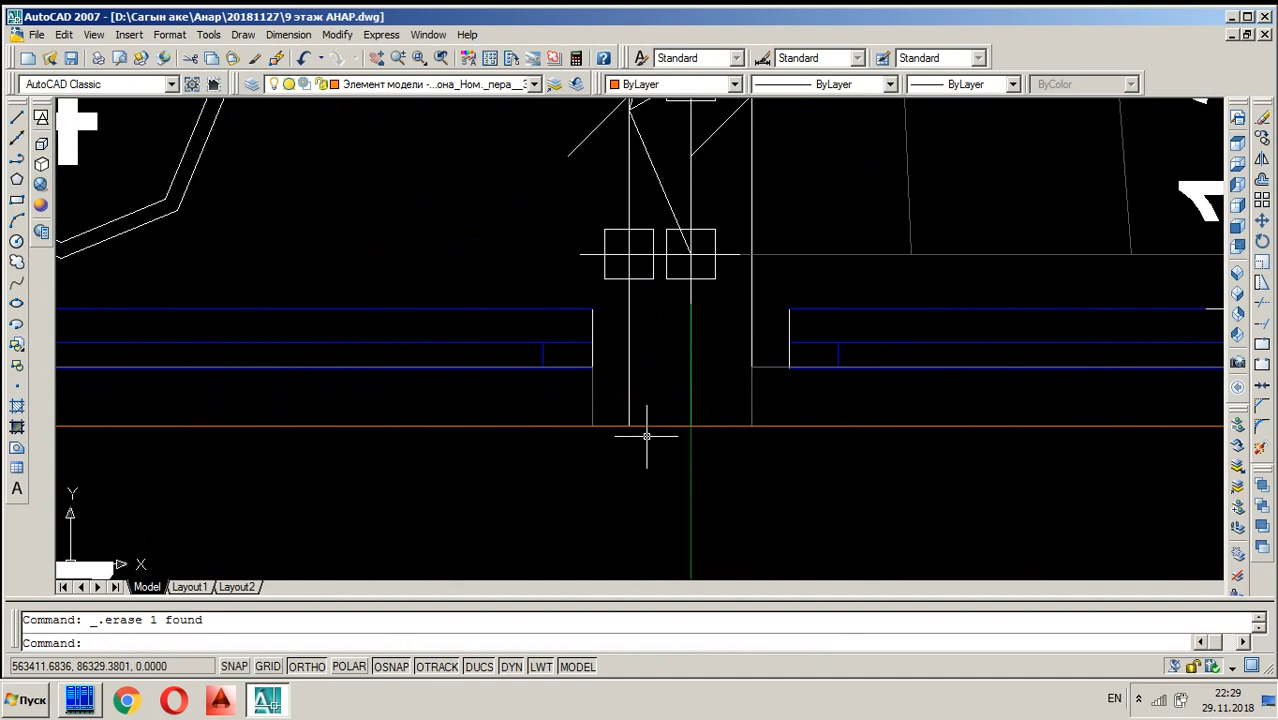 AutoCAD 2007 - [D:\Сагын аке\Анар\20181127\9 этаж АНАР.dwg]
File Edit View Insert Format Tools Draw Dimension Modify Express Window Help
Standard Standard Standard
AutoCAD Classic Элемент модели -...она_Ном._пера__Э ByLayer ByLayer ByLayer ByColor
Y
X
Model Layout1 Layout2
Command: _.erase 1 found
Command:
563411.6836, 86329.3801, 0.0000 SNAP GRID ORTHO POLAR OSNAP OTRACK DUCS DYN LWT MODEL
Пуск EN 22:29
29.11.2018